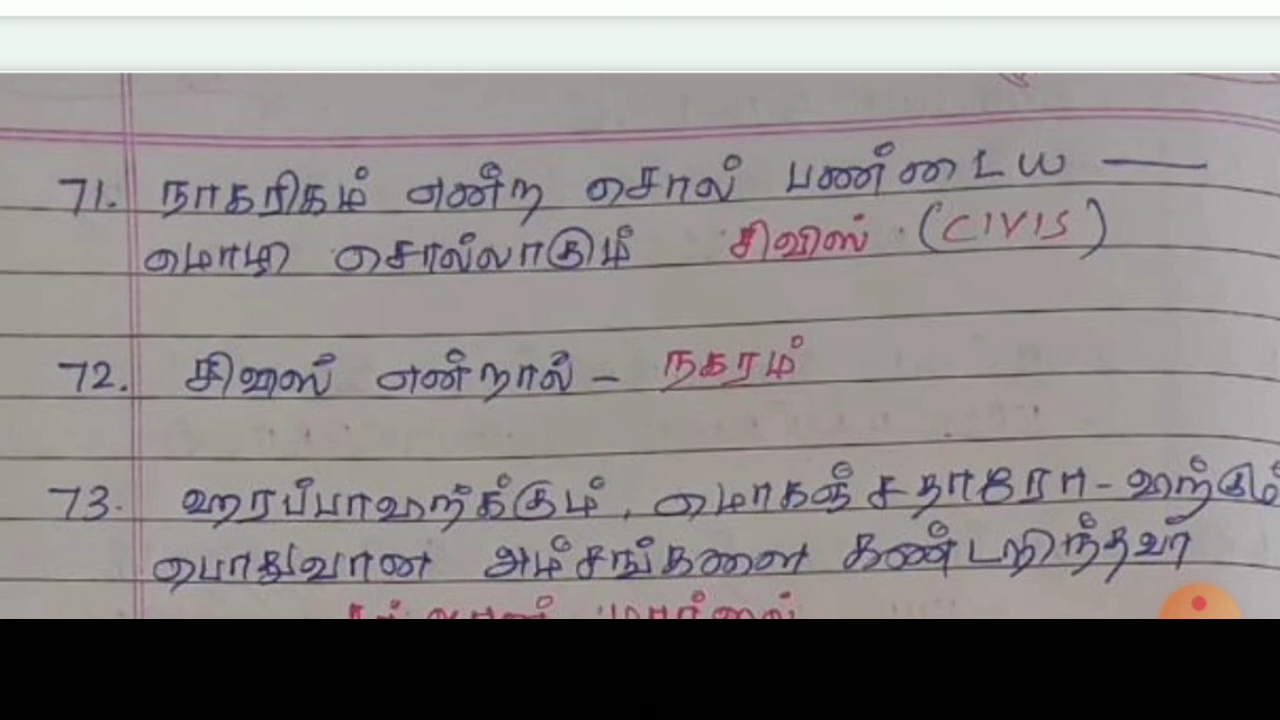 71. நாகரிகம் என்ற சொல் பண்டைய —
மொழி சொல்லாகும் சிவிஸ் (CIVIS)
72. சிவிஸ் என்றால் - நகரம்
73. ஹரப்பாவிற்க்கும், மொகஞ்சதாரோ-விற்கும்
பொதுவான அம்சங்களை கண்டறிந்தவர்